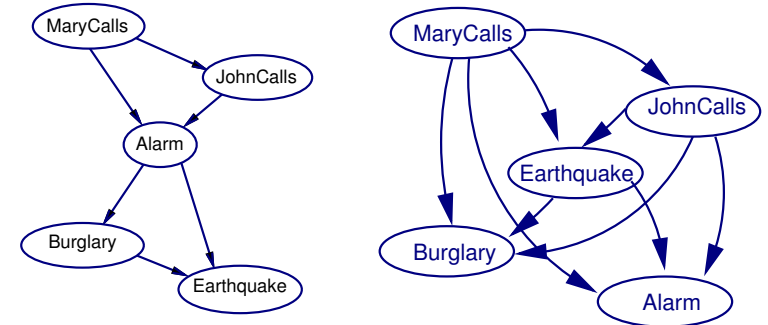 MaryCalls
JohnCalls
Alarm
Burglary
Earthquake
MaryCalls
JohnCalls
Earthquake
Burglary
Alarm